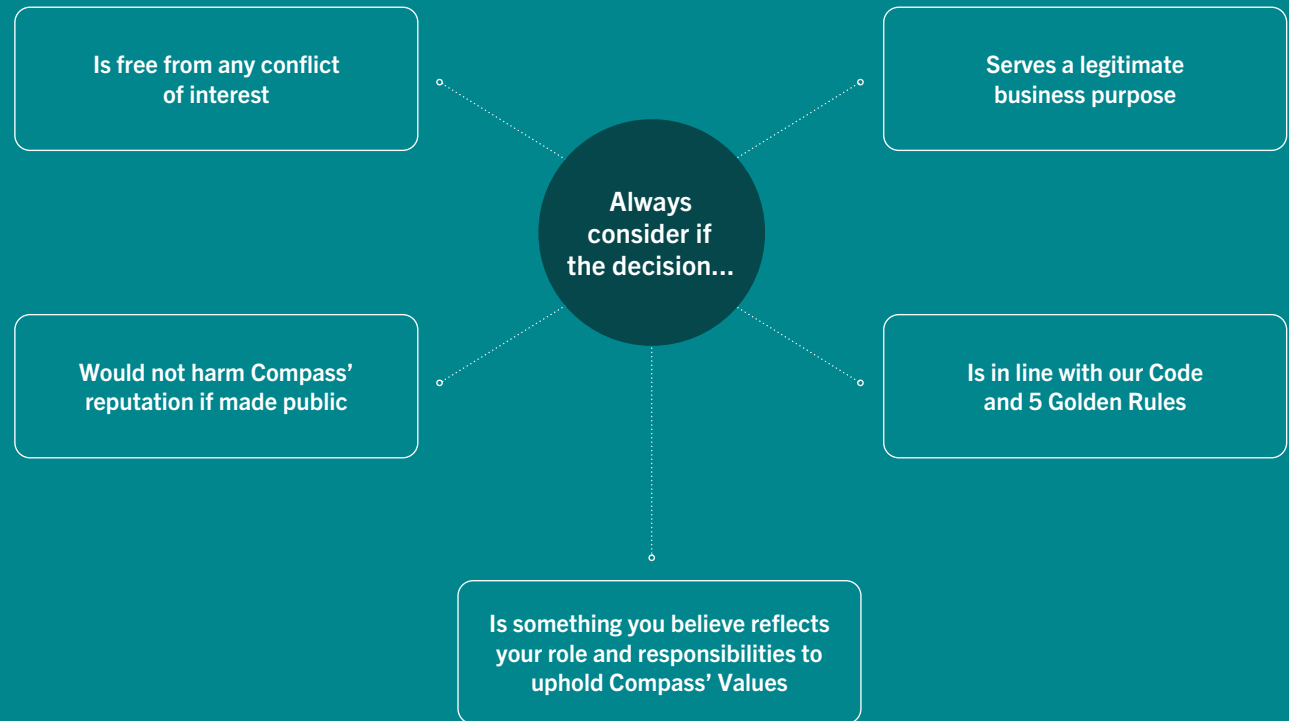 Is free from any conflict
of interest
Serves a legitimate
business purpose
Always
consider if
the decision...
Would not harm Compass’
reputation if made public
Is in line with our Code
and 5 Golden Rules
Is something you believe reflects
your role and responsibilities to
uphold Compass’ Values